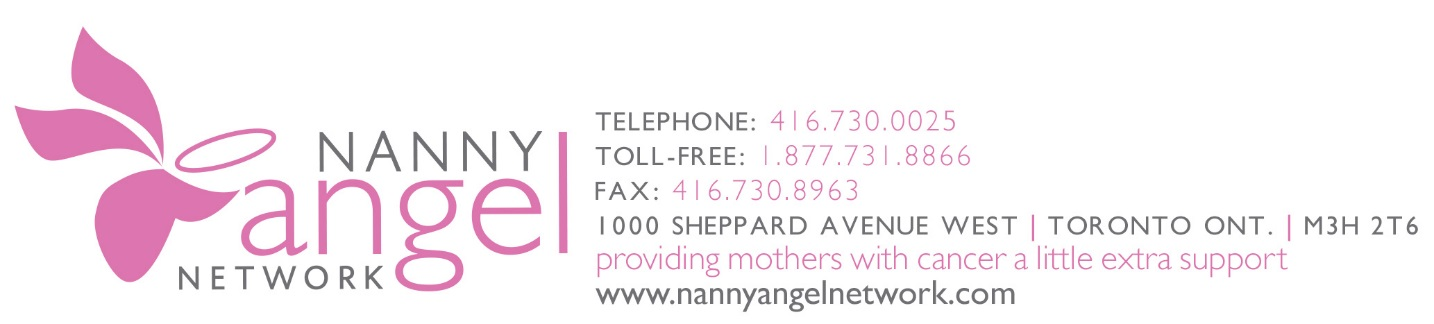 NANNY
angel
NETWORK
TELEPHONE: 416.730.0025
TOLL-FREE: 1.877.731.8866
FAX: 416.730.8963
1000 SHEPPARD AVENUE WEST | TORONTO ONT. | M3H 2T6
providing mothers with cancer a little extra support
www.nannyangelnetwork.com